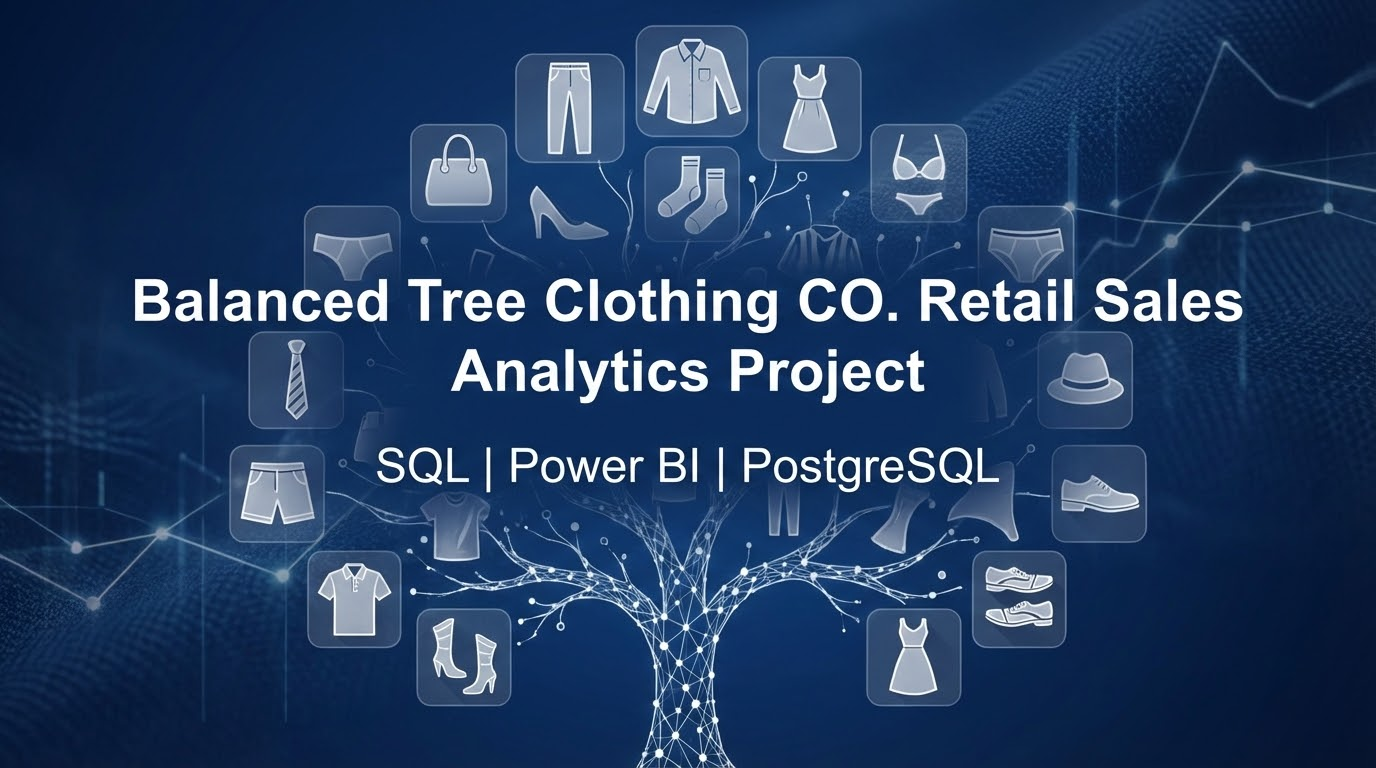 Balanced Tree Clothing CO. Retail Sales
Analytics Project
SQL | Power BI | PostgreSQL